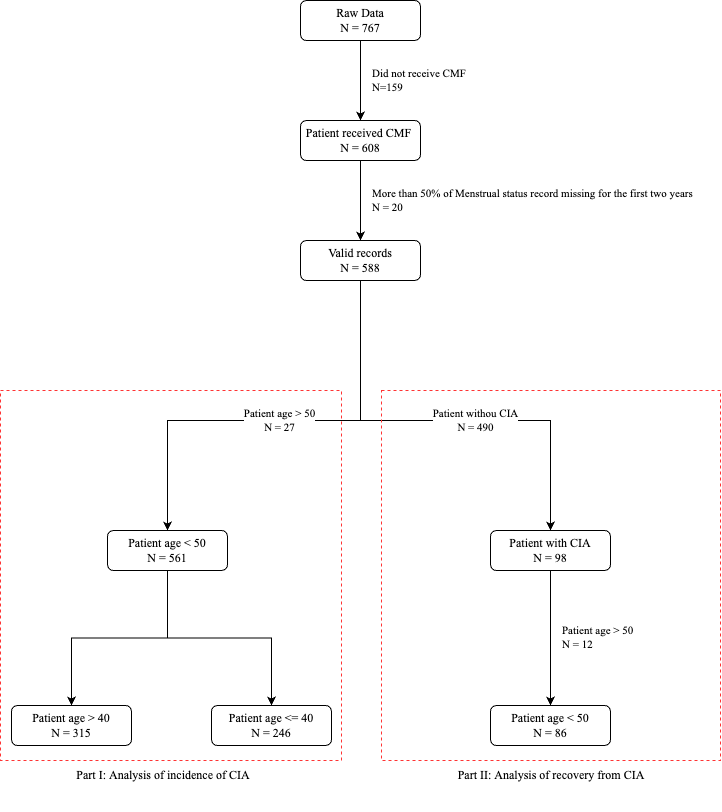 Raw Data
N = 767
Did not receive CMF
N=159
Patient received CMF
N = 608
More than 50% of Menstrual status record missing for the first two years
N = 20
Valid records
N = 588
Patient age > 50
N = 27
Patient withou CIA
N = 490
Patient age < 50
N = 561
Patient with CIA
N = 98
Patient age > 50
N = 12
Patient age > 40
N = 315
Patient age <= 40
N = 246
Patient age < 50
N = 86
Part I: Analysis of incidence of CIA
Part II: Analysis of recovery from CIA